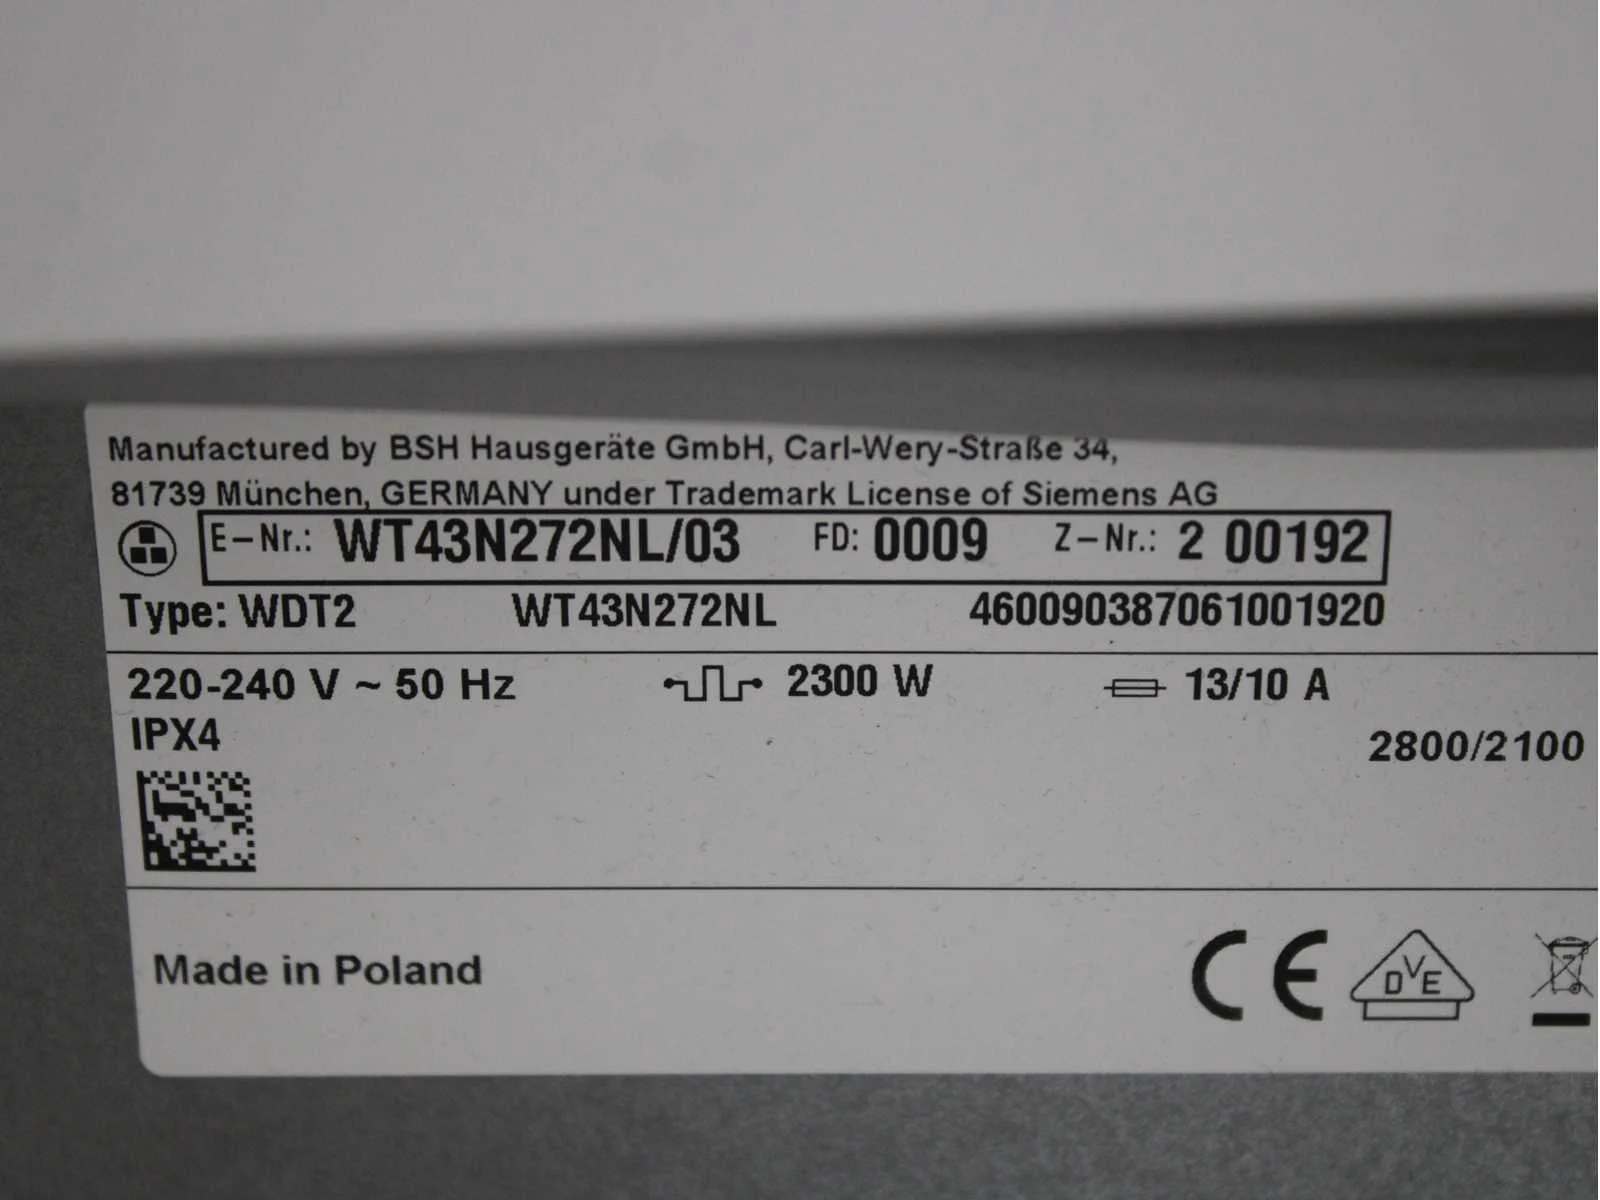 Manufactured by BSH Hausgeräte GmbH, Carl-Wery-Straße 34,
81739 München, GERMANY under Trademark License of Siemens AG
E-Nr.: WT43N272NL/03 FD: 0009 Z-Nr.: 2 00192
Type: WDT2 WT43N272NL 460090387061001920
220-240 V ~ 50 Hz 2300 W 13/10 A
IPX4
2800/2100
Made in Poland
CE DVE